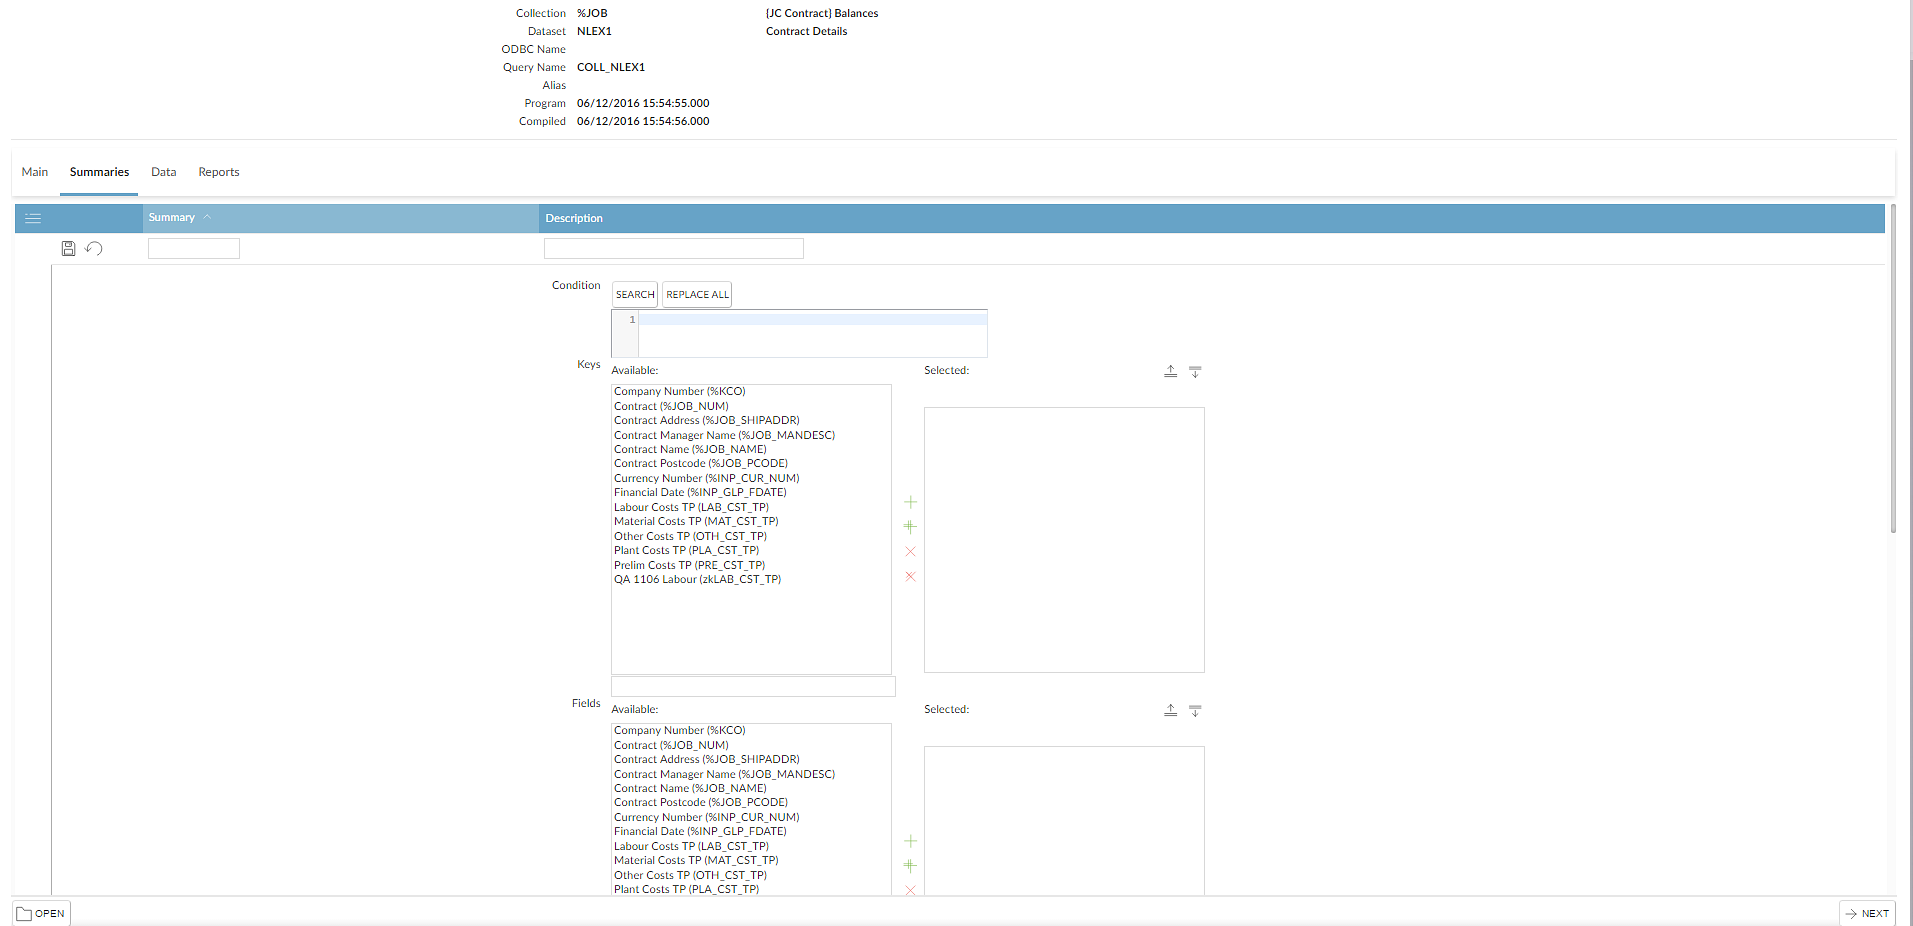 Collection %JOB {JC Contract} Balances
Dataset NLEX1 Contract Details
ODBC Name
Query Name COLL_NLEX1
Alias
Program 06/12/2016 15:54:55.000
Compiled 06/12/2016 15:54:56.000
Main Summaries Data Reports
Summary Description
Condition SEARCH REPLACE ALL
1
Keys Available: Selected:
Company Number (%KCO)
Contract (%JOB_NUM)
Contract Address (%JOB_SHIPADDR)
Contract Manager Name (%JOB_MANDESC)
Contract Name (%JOB_NAME)
Contract Postcode (%JOB_PCODE)
Currency Number (%INP_CUR_NUM)
Financial Date (%INP_GLP_FDATE)
Labour Costs TP (LAB_CST_TP)
Material Costs TP (MAT_CST_TP)
Other Costs TP (OTH_CST_TP)
Plant Costs TP (PLA_CST_TP)
Prelim Costs TP (PRE_CST_TP)
QA 1106 Labour (zkLAB_CST_TP)
Fields Available: Selected:
Company Number (%KCO)
Contract (%JOB_NUM)
Contract Address (%JOB_SHIPADDR)
Contract Manager Name (%JOB_MANDESC)
Contract Name (%JOB_NAME)
Contract Postcode (%JOB_PCODE)
Currency Number (%INP_CUR_NUM)
Financial Date (%INP_GLP_FDATE)
Labour Costs TP (LAB_CST_TP)
Material Costs TP (MAT_CST_TP)
Other Costs TP (OTH_CST_TP)
Plant Costs TP (PLA_CST_TP)
OPEN NEXT